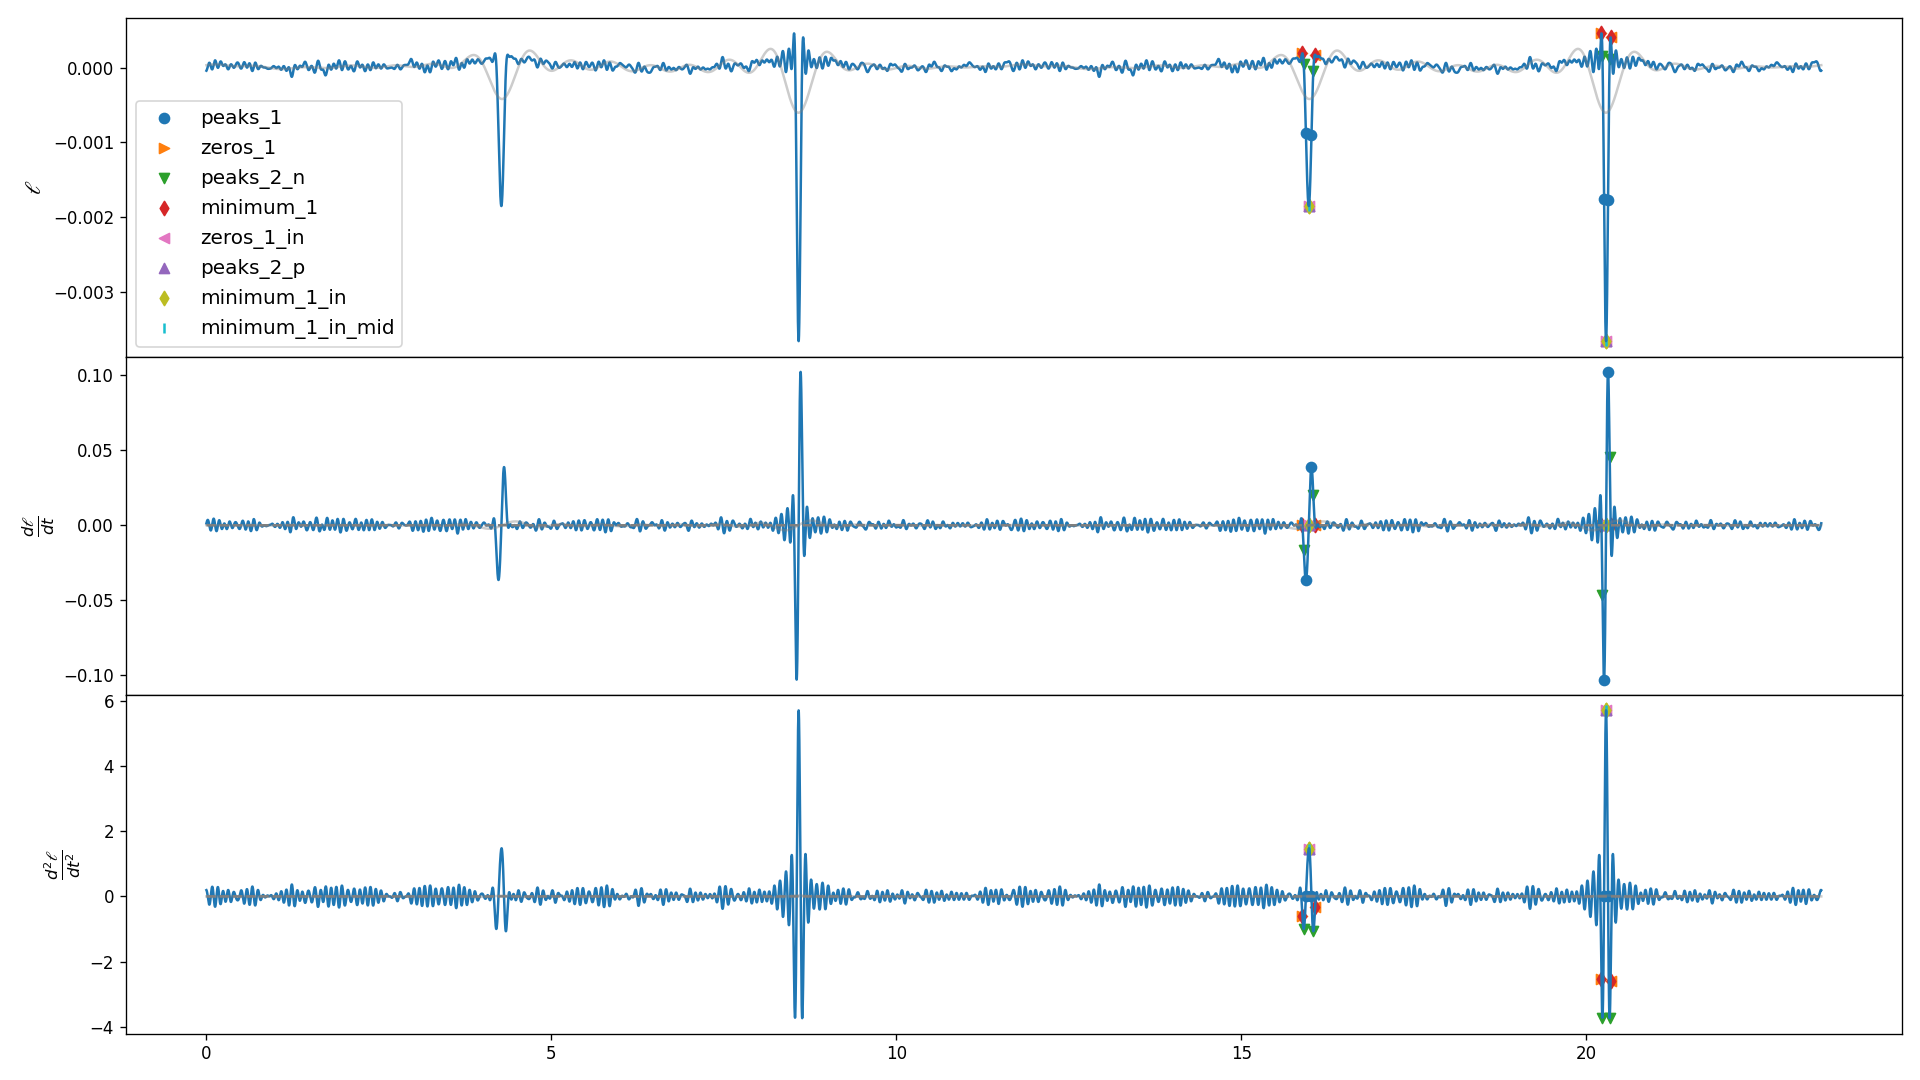 0.000
−0.001
−0.002
−0.003
ℓ
peaks_1
zeros_1
peaks_2_n
minimum_1
zeros_1_in
peaks_2_p
minimum_1_in
minimum_1_in_mid
0.10
0.05
0.00
−0.05
−0.10
dℓ
dt
6
4
2
0
−2
−4
d²ℓ
dt²
0 5 10 15 20